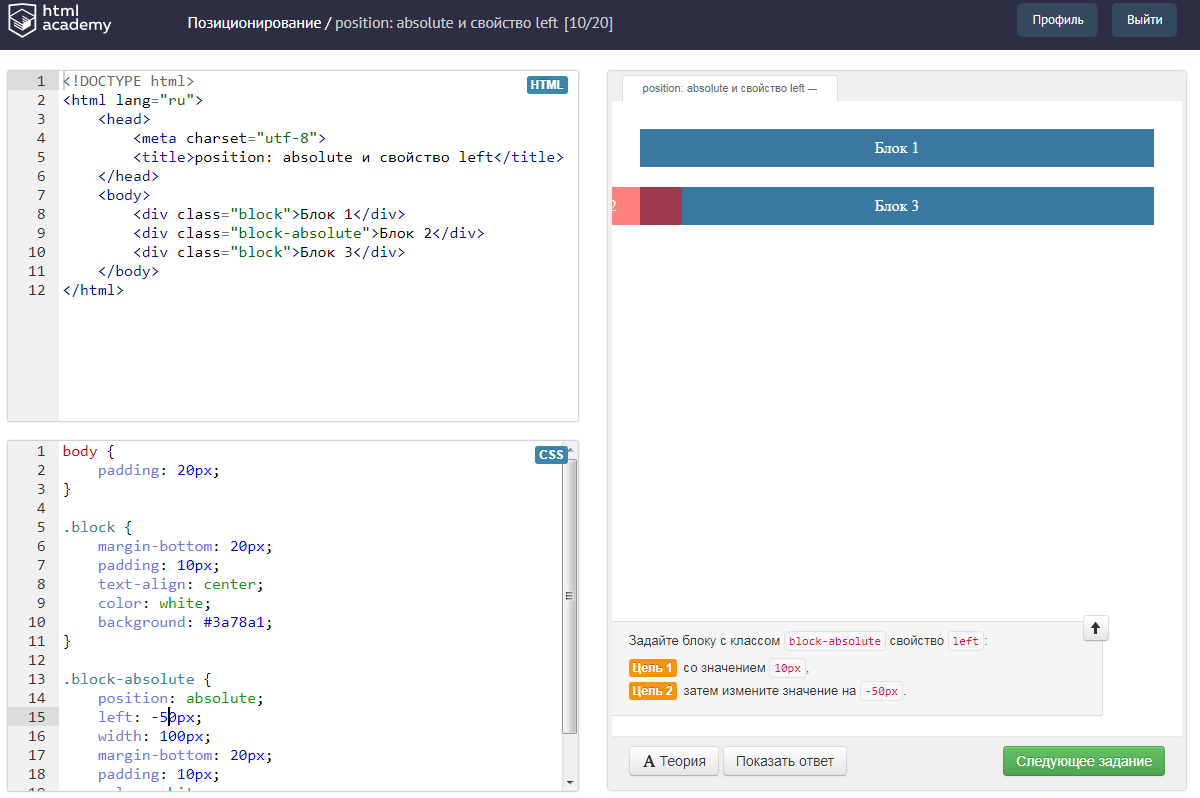 html
academy
Позиционирование / position: absolute и свойство left [10/20]
Профиль
Выйти
HTML
1 <!DOCTYPE html>
2 <html lang="ru">
3 <head>
4 <meta charset="utf-8">
5 <title>position: absolute и свойство left</title>
6 </head>
7 <body>
8 <div class="block">Блок 1</div>
9 <div class="block-absolute">Блок 2</div>
10 <div class="block">Блок 3</div>
11 </body>
12 </html>
CSS
1 body {
2 padding: 20px;
3 }
4
5 .block {
6 margin-bottom: 20px;
7 padding: 10px;
8 text-align: center;
9 color: white;
10 background: #3a78a1;
11 }
12
13 .block-absolute {
14 position: absolute;
15 left: -50px;
16 width: 100px;
17 margin-bottom: 20px;
18 padding: 10px;
position: absolute и свойство left —
Блок 1
2
Блок 3
Задайте блоку с классом block-absolute свойство left:
Цель 1 со значением 10px,
Цель 2 затем измените значение на -50px.
A Теория
Показать ответ
Следующее задание